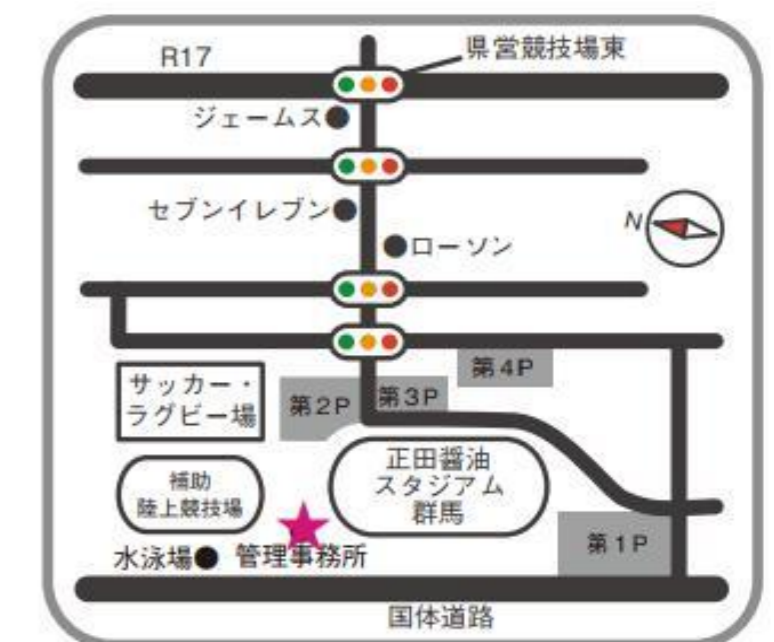 県営競技場東
R17
ジェームス
セブンイレブン
ローソン
N
第4P
サッカー・
ラグビー場
第2P
第3P
正田醤油
スタジアム
群馬
補助
陸上競技場
第1P
水泳場
管理事務所
国体道路